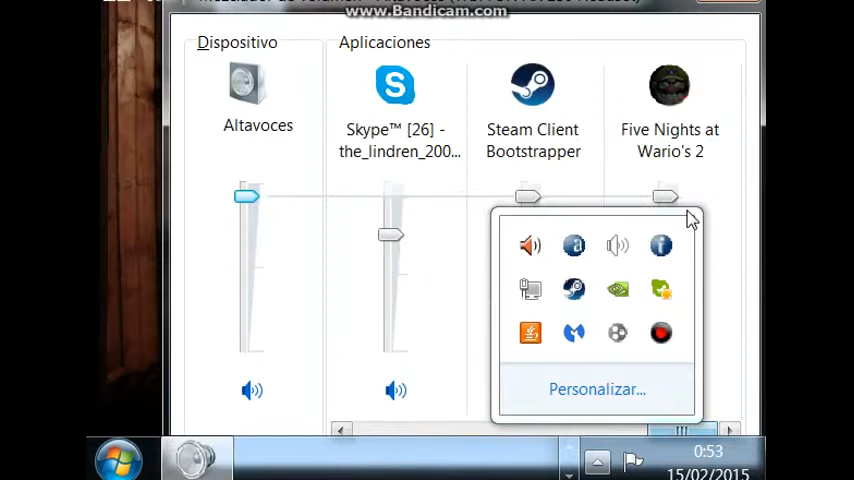 www.Bandicam.com
Dispositivo
Aplicaciones
Altavoces
Skype™ [26] -
the_lindren_200...
Steam Client
Bootstrapper
Five Nights at
Wario's 2
Personalizar...
0:53
15/02/2015